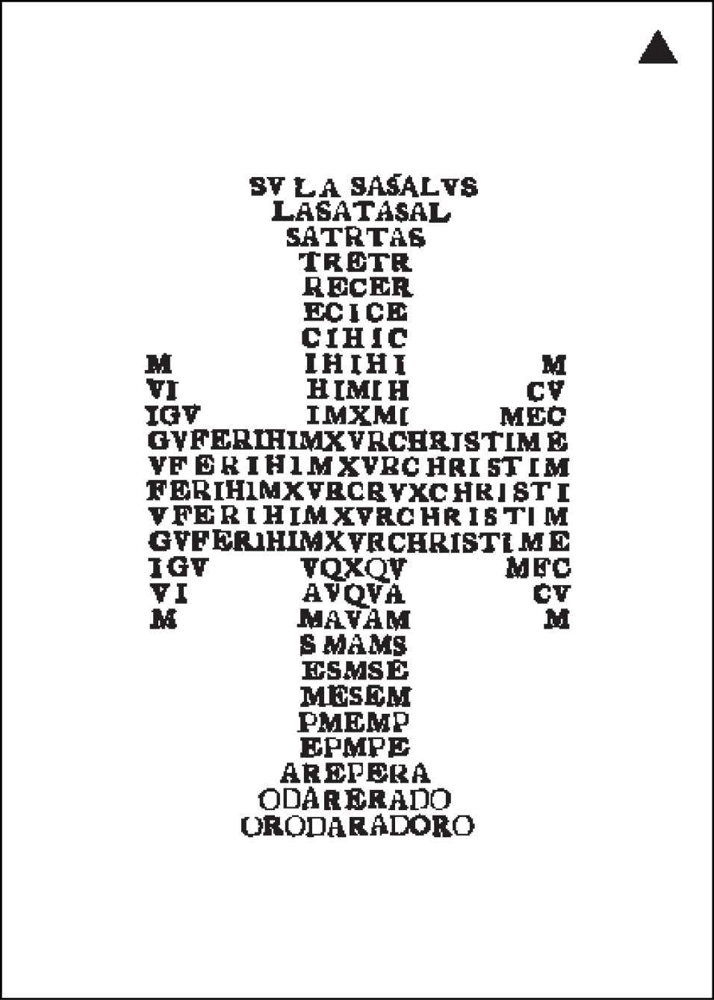 SV LA SASALVS
LASATASAL
SATRTAS
TRETR
RECER
ECICE
CIHIC
M IHIHI M
VI HIMIH CV
IGV IMXMI MEC
GVFERIHIMXVRCHRISTIME
VFERIHIMXVRCHRISTIM
FERIHIMXVRCRVXCHRISTI
VFERIHIMXVRCHRISTIM
GVFERIHIMXVRCHRISTIME
IGV VQXQV MEC
VI AVQVA CV
M MAVAM M
SMAMS
ESMSE
MESEM
PMEMP
EPMPE
AREPERA
ODARERADO
ORODARADORO